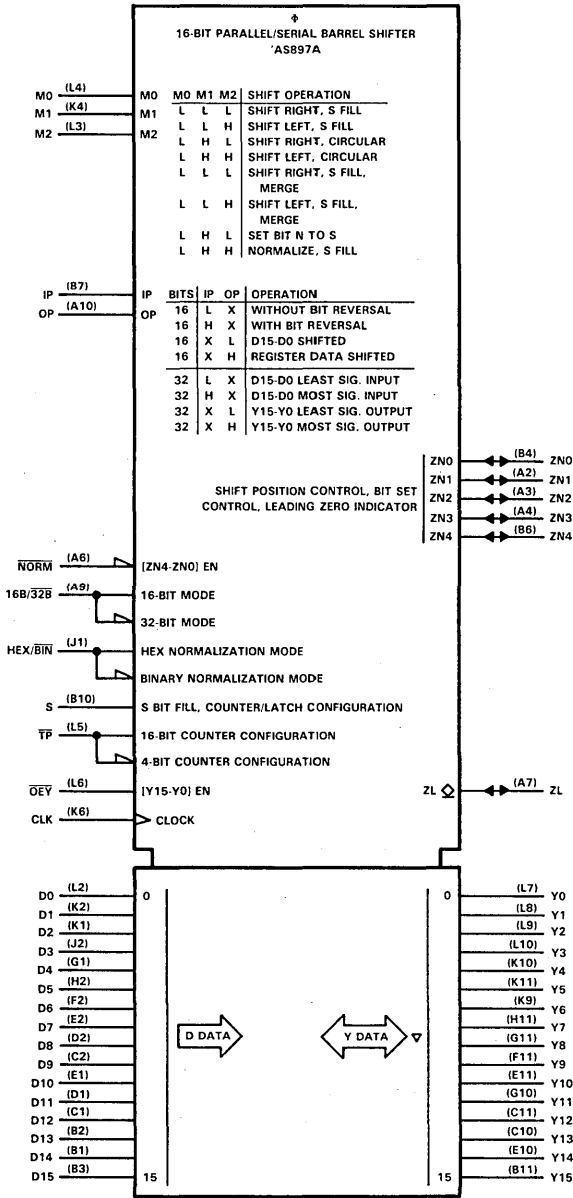 Φ
16-BIT PARALLEL/SERIAL BARREL SHIFTER
'AS897A
M0 (L4) M0 M0 M1 M2 SHIFT OPERATION
M1 (K4) M1 L L L SHIFT RIGHT, S FILL
M2 (L3) M2 L L H SHIFT LEFT, S FILL
L H L SHIFT RIGHT, CIRCULAR
L H H SHIFT LEFT, CIRCULAR
L L L SHIFT RIGHT, S FILL,
MERGE
L L H SHIFT LEFT, S FILL,
MERGE
L H L SET BIT N TO S
L H H NORMALIZE, S FILL
IP (B7) IP BITS IP OP OPERATION
OP (A10) OP 16 L X WITHOUT BIT REVERSAL
16 H X WITH BIT REVERSAL
16 X L D15-D0 SHIFTED
16 X H REGISTER DATA SHIFTED
32 L X D15-D0 LEAST SIG. INPUT
32 H X D15-D0 MOST SIG. INPUT
32 X L Y15-Y0 LEAST SIG. OUTPUT
32 X H Y15-Y0 MOST SIG. OUTPUT
ZN0 (B4) ZN0
ZN1 (A2) ZN1
SHIFT POSITION CONTROL, BIT SET ZN2 (A3) ZN2
CONTROL, LEADING ZERO INDICATOR ZN3 (A4) ZN3
ZN4 (B6) ZN4
N̅O̅R̅M̅ (A6) [ZN4-ZN0] EN
16B/3̅2̅B̅ (A9) 16-BIT MODE
32-BIT MODE
HEX/B̅I̅N̅ (J1) HEX NORMALIZATION MODE
BINARY NORMALIZATION MODE
S (B10) S BIT FILL, COUNTER/LATCH CONFIGURATION
T̅P̅ (L5) 16-BIT COUNTER CONFIGURATION
4-BIT COUNTER CONFIGURATION
O̅E̅Y̅ (L6) [Y15-Y0] EN ZL (A7) ZL
CLK (K6) CLOCK
D0 (L2) 0 0 (L7) Y0
D1 (K2) (L8) Y1
D2 (K1) (L9) Y2
D3 (J2) (L10) Y3
D4 (G1) (K10) Y4
D5 (H2) (K11) Y5
D6 (F2) (K9) Y6
D7 (E2) D DATA Y DATA (H11) Y7
D8 (D2) (G11) Y8
D9 (C2) (F11) Y9
D10 (E1) (E11) Y10
D11 (D1) (G10) Y11
D12 (C1) (C11) Y12
D13 (B2) (C10) Y13
D14 (B1) (E10) Y14
D15 (B3) 15 15 (B11) Y15